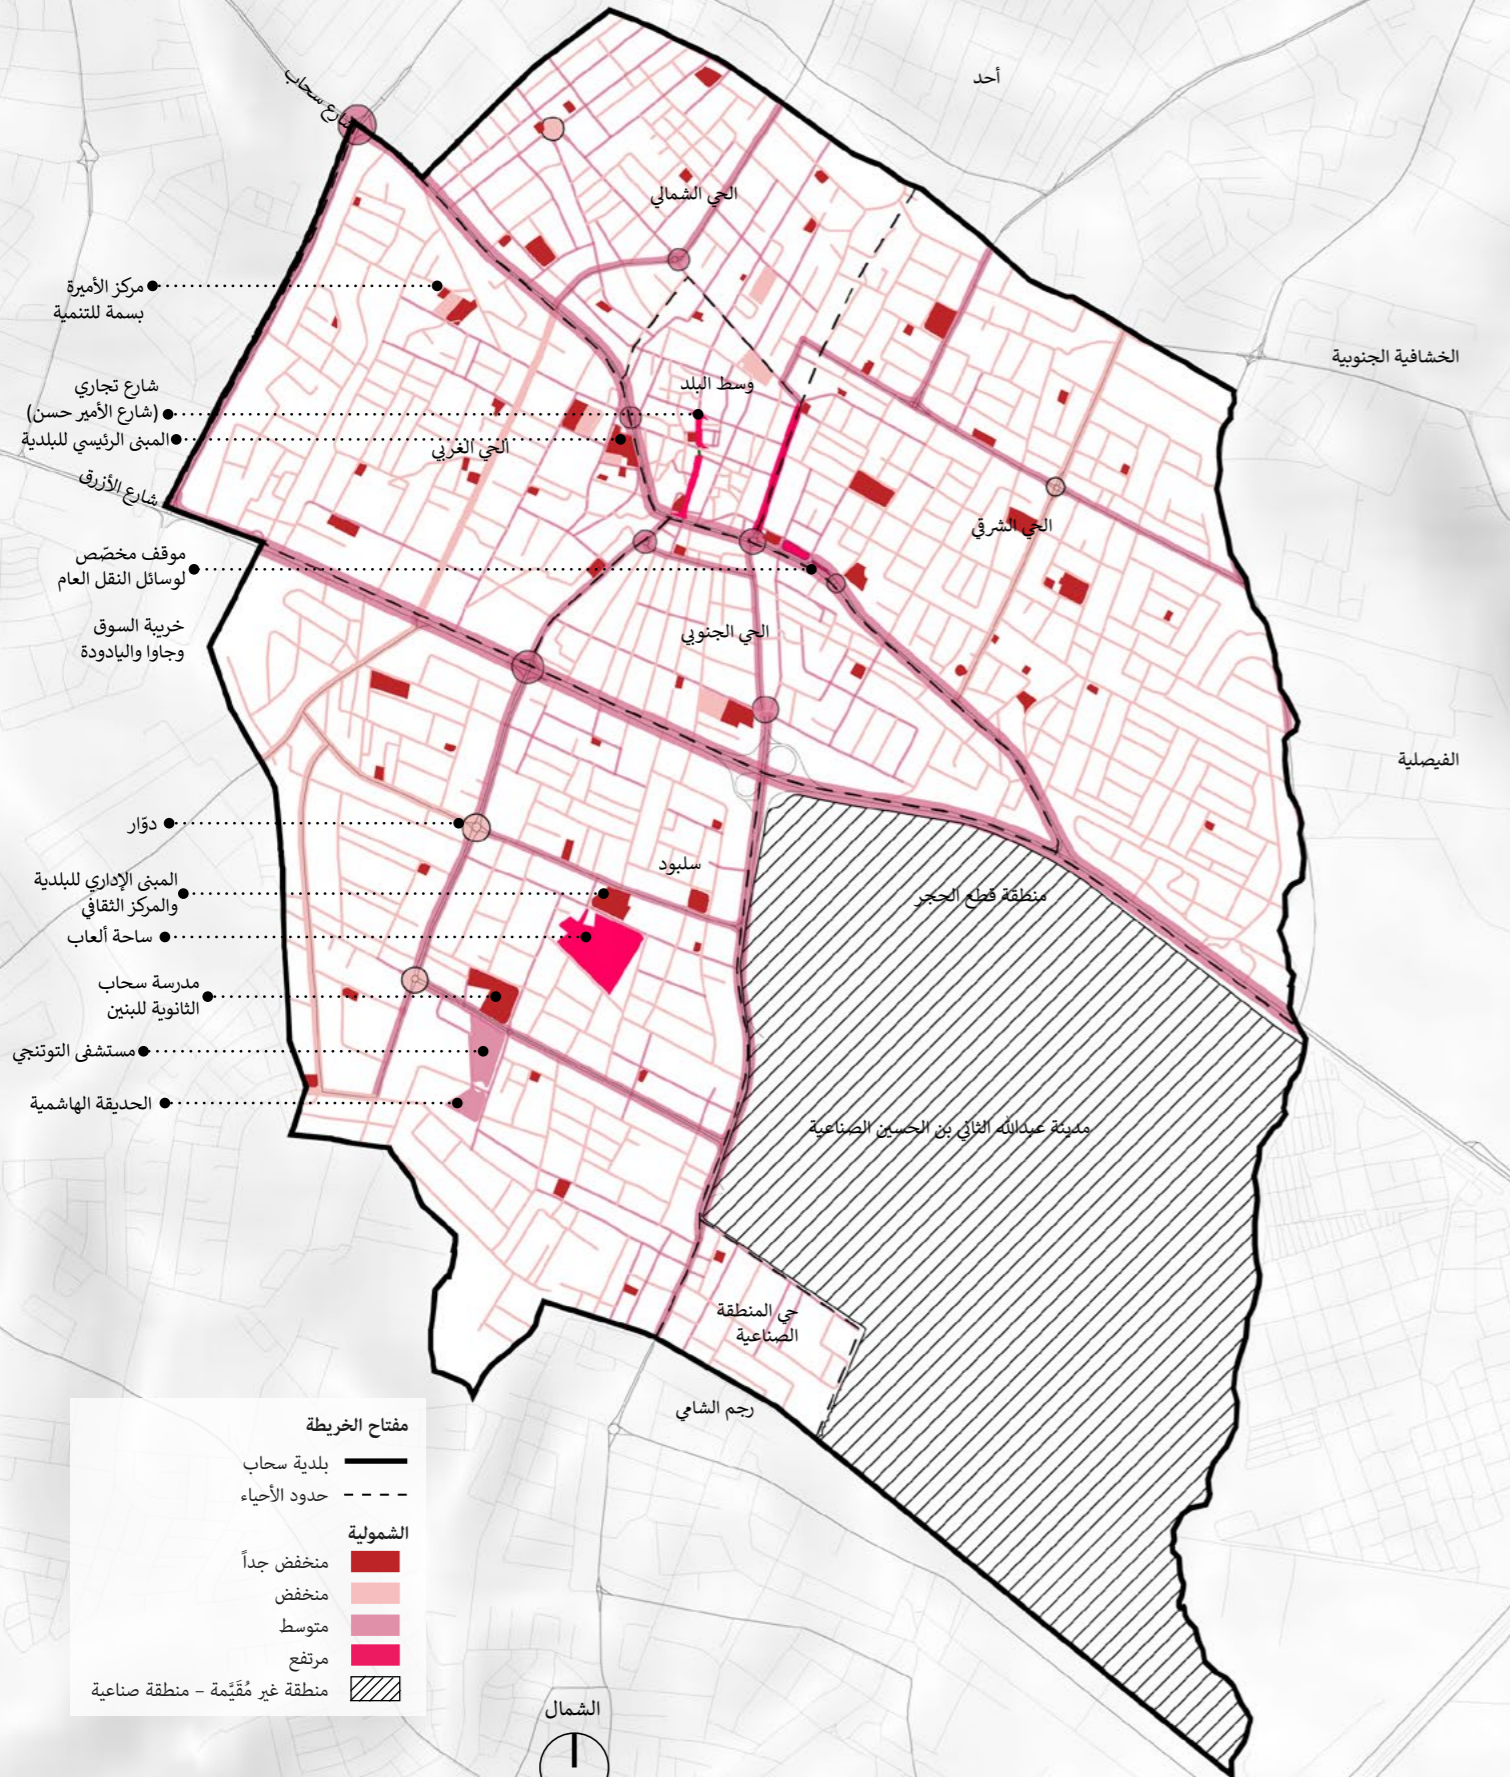 شارع سحاب
أحد
الحي الشمالي
مركز الأميرة
بسمة للتنمية
الخشافية الجنوبية
وسط البلد
شارع تجاري
(شارع الأمير حسن)
المبنى الرئيسي للبلدية
الحي الغربي
شارع الأزرق
الحي الشرقي
موقف مخصّص
لوسائل النقل العام
خريبة السوق
وجاوا واليادودة
الحي الجنوبي
الفيصلية
دوّار
سلبود
المبنى الإداري للبلدية
والمركز الثقافي
منطقة قطع الحجر
ساحة ألعاب
مدرسة سحاب
الثانوية للبنين
مستشفى التوتنجي
الحديقة الهاشمية
مدينة عبدالله الثاني بن الحسين الصناعية
حي المنطقة
الصناعية
رجم الشامي
مفتاح الخريطة
بلدية سحاب
حدود الأحياء
الشمولية
منخفض جداً
منخفض
متوسط
مرتفع
منطقة غير مُقَيَّمة – منطقة صناعية
الشمال